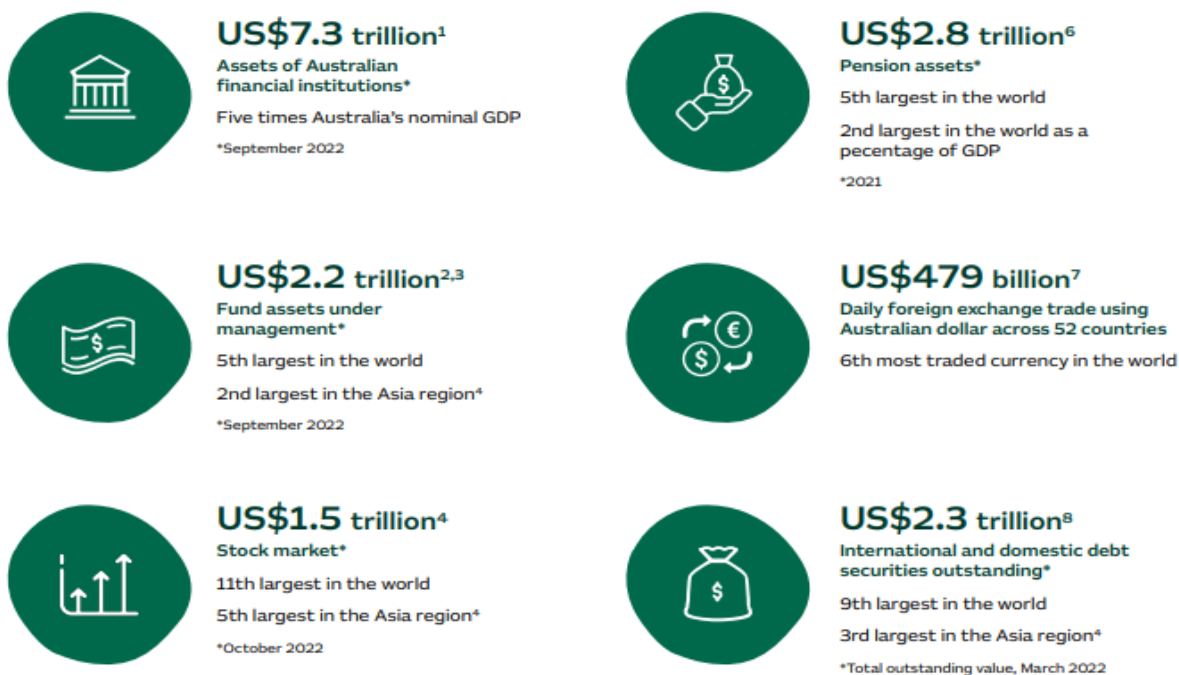 US$7.3 trillion¹
Assets of Australian
financial institutions*
Five times Australia's nominal GDP
*September 2022
US$2.2 trillion²,³
Fund assets under
management*
5th largest in the world
2nd largest in the Asia region⁴
*September 2022
US$1.5 trillion⁴
Stock market*
11th largest in the world
5th largest in the Asia region⁴
*October 2022
US$2.8 trillion⁶
Pension assets*
5th largest in the world
2nd largest in the world as a
pecentage of GDP
*2021
US$479 billion⁷
Daily foreign exchange trade using
Australian dollar across 52 countries
6th most traded currency in the world
US$2.3 trillion⁸
International and domestic debt
securities outstanding*
9th largest in the world
3rd largest in the Asia region⁴
*Total outstanding value, March 2022